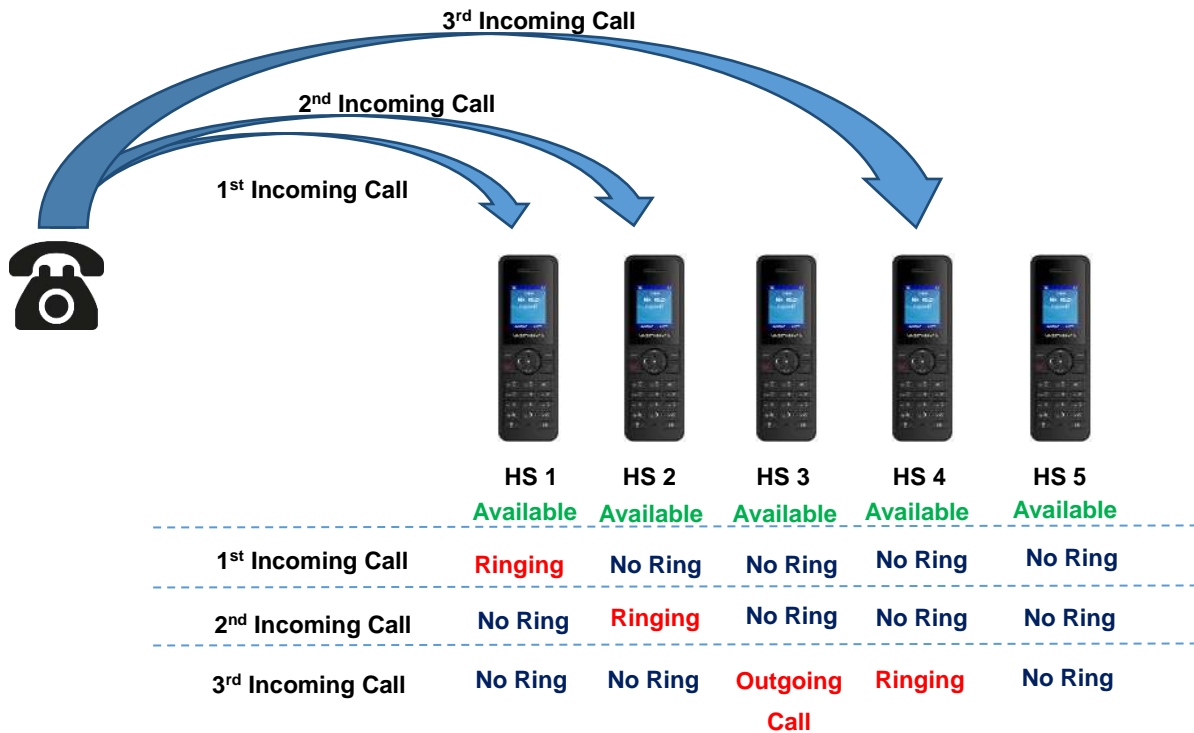 3rd Incoming Call
2nd Incoming Call
1st Incoming Call
HS 1 HS 2 HS 3 HS 4 HS 5
Available Available Available Available Available
1st Incoming Call Ringing No Ring No Ring No Ring No Ring
2nd Incoming Call No Ring Ringing No Ring No Ring No Ring
3rd Incoming Call No Ring No Ring Outgoing Ringing No Ring
Call